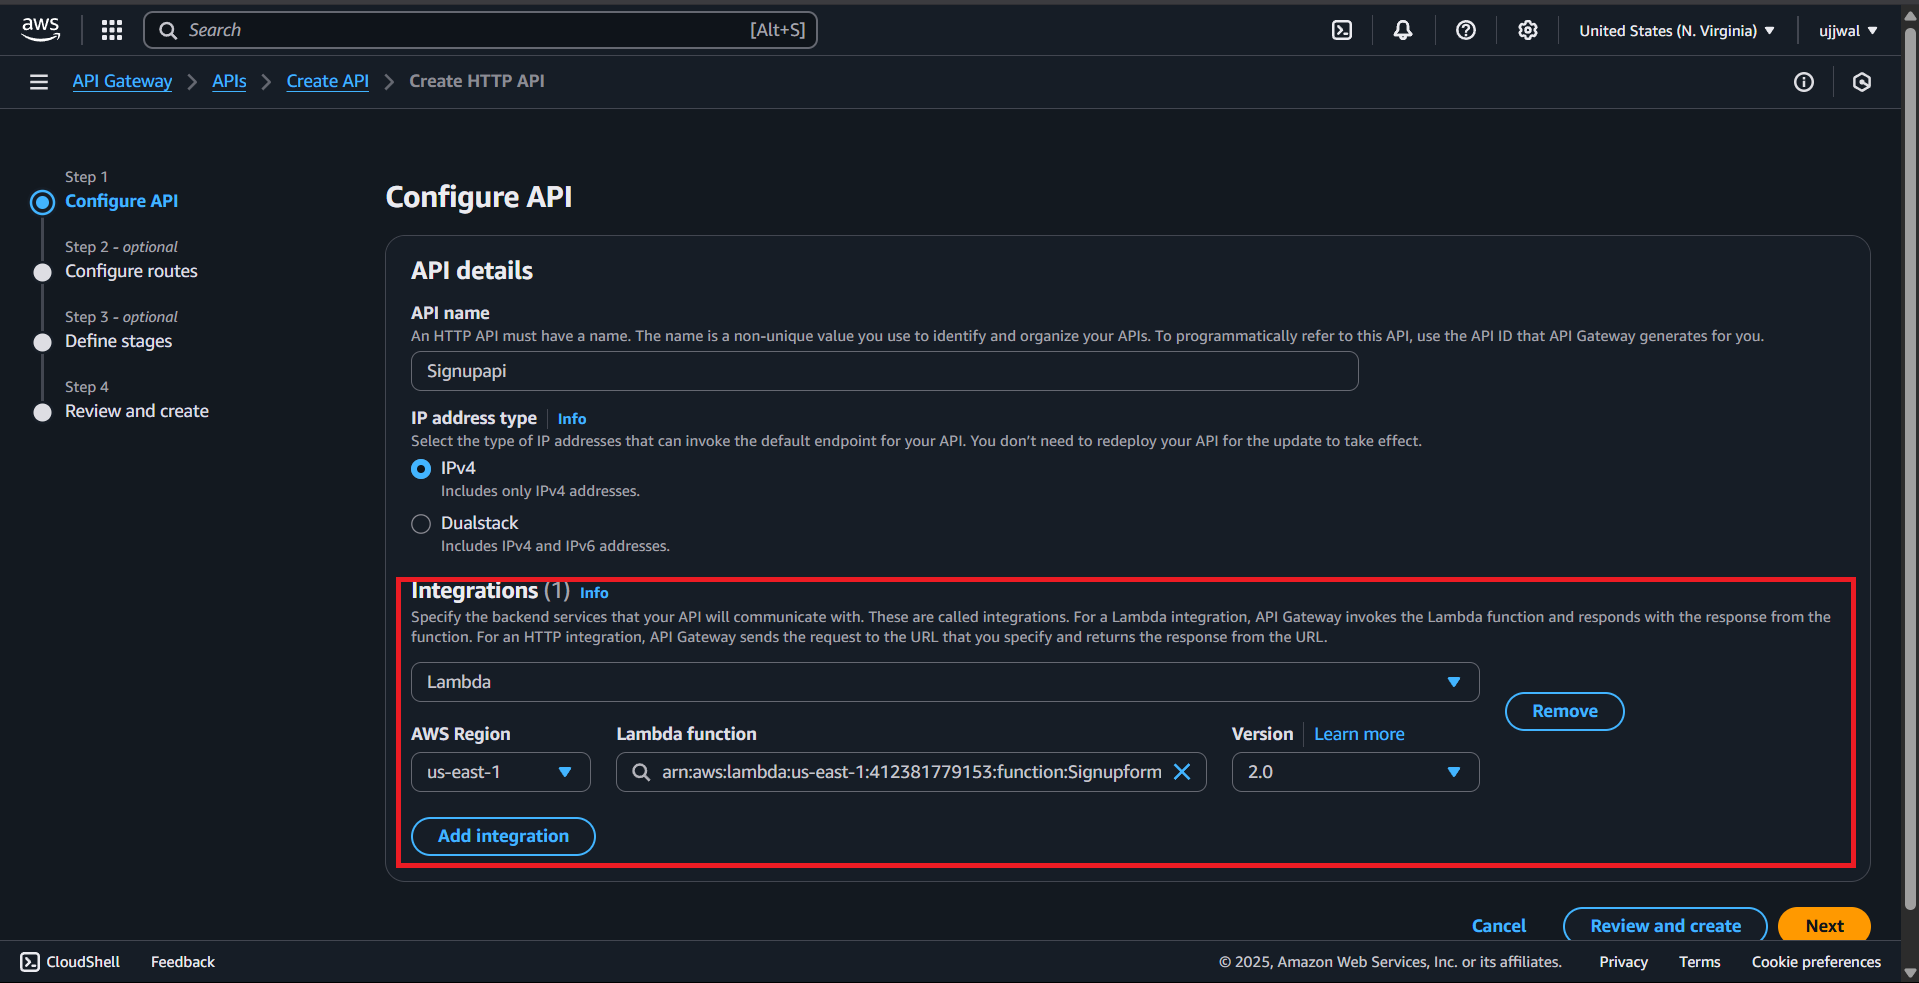 aws
Search [Alt+S]
United States (N. Virginia) ujjwal
API Gateway APIs Create API Create HTTP API
Step 1
Configure API
Step 2 - optional
Configure routes
Step 3 - optional
Define stages
Step 4
Review and create
Configure API
API details
API name
An HTTP API must have a name. The name is a non-unique value you use to identify and organize your APIs. To programmatically refer to this API, use the API ID that API Gateway generates for you.
Signupapi
IP address type Info
Select the type of IP addresses that can invoke the default endpoint for your API. You don’t need to redeploy your API for the update to take effect.
IPv4
Includes only IPv4 addresses.
Dualstack
Includes IPv4 and IPv6 addresses.
Integrations (1) Info
Specify the backend services that your API will communicate with. These are called integrations. For a Lambda integration, API Gateway invokes the Lambda function and responds with the response from the
function. For an HTTP integration, API Gateway sends the request to the URL that you specify and returns the response from the URL.
Lambda
Remove
AWS Region Lambda function Version Learn more
us-east-1 arn:aws:lambda:us-east-1:412381779153:function:Signupform 2.0
Add integration
Cancel Review and create Next
CloudShell Feedback © 2025, Amazon Web Services, Inc. or its affiliates. Privacy Terms Cookie preferences